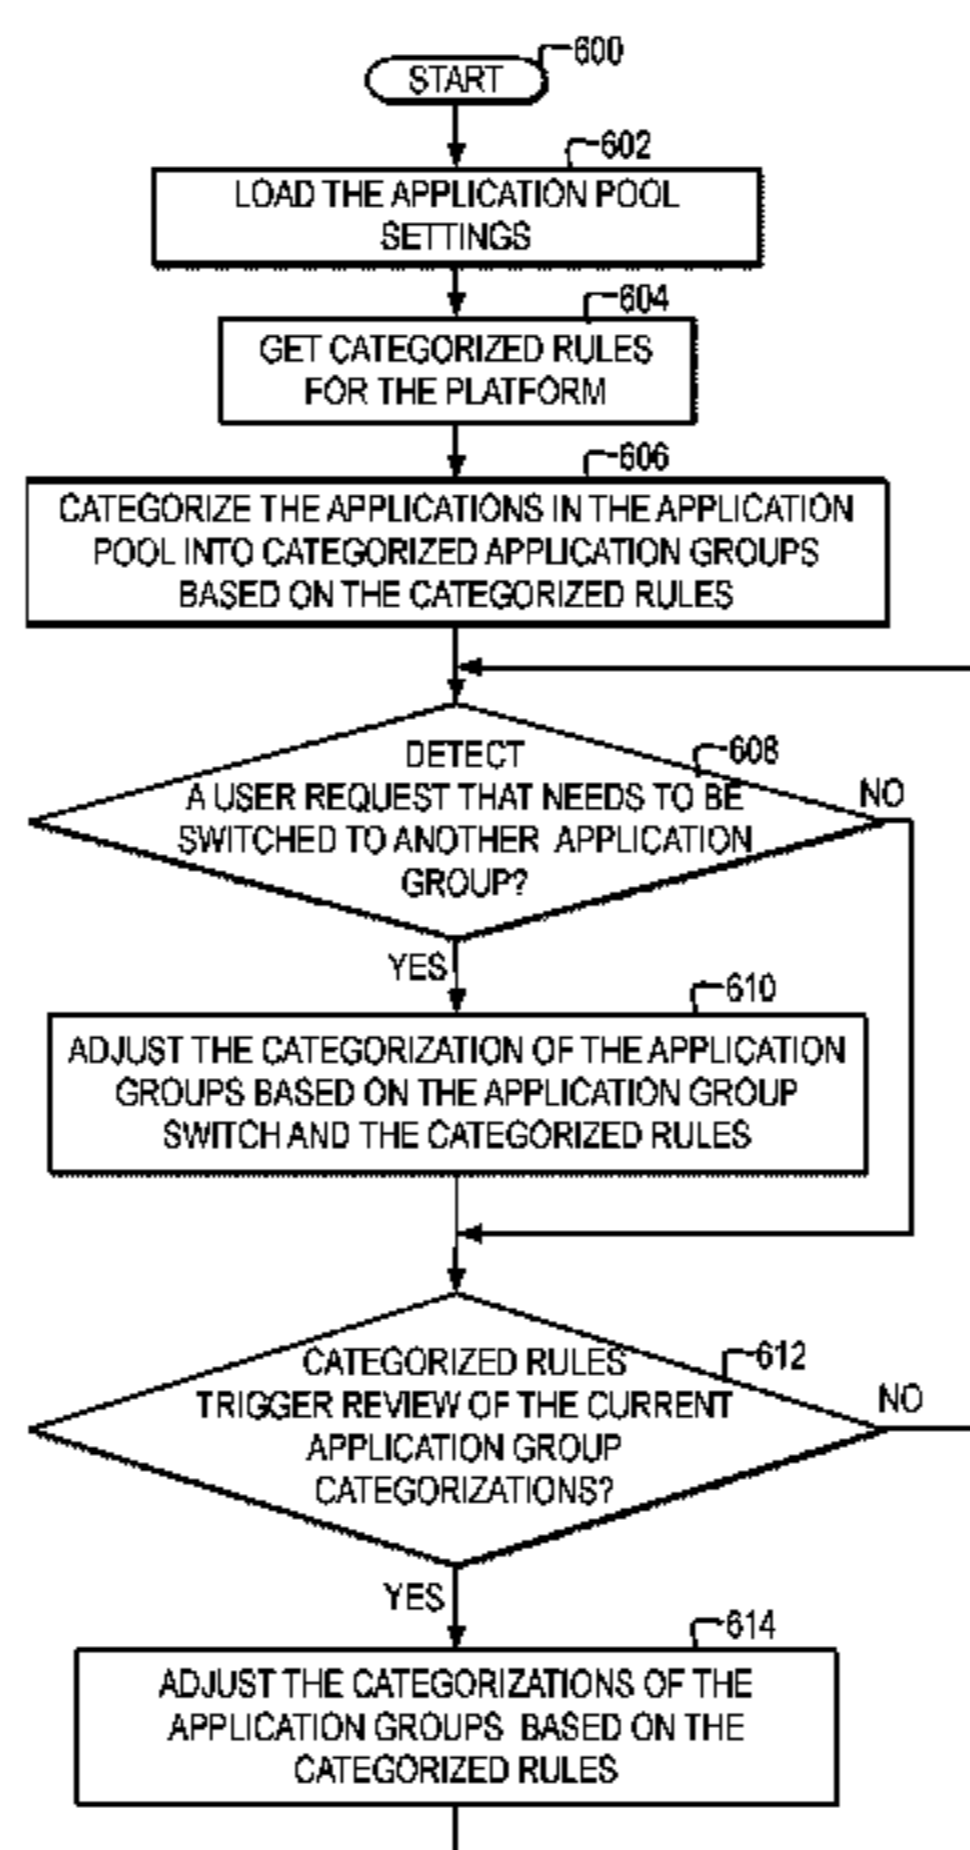 600
START
602
LOAD THE APPLICATION POOL
SETTINGS
604
GET CATEGORIZED RULES
FOR THE PLATFORM
606
CATEGORIZE THE APPLICATIONS IN THE APPLICATION
POOL INTO CATEGORIZED APPLICATION GROUPS
BASED ON THE CATEGORIZED RULES
608
DETECT
A USER REQUEST THAT NEEDS TO BE
SWITCHED TO ANOTHER APPLICATION
GROUP?
NO
YES
610
ADJUST THE CATEGORIZATION OF THE APPLICATION
GROUPS BASED ON THE APPLICATION GROUP
SWITCH AND THE CATEGORIZED RULES
612
CATEGORIZED RULES
TRIGGER REVIEW OF THE CURRENT
APPLICATION GROUP
CATEGORIZATIONS?
NO
YES
614
ADJUST THE CATEGORIZATIONS OF THE
APPLICATION GROUPS BASED ON THE
CATEGORIZED RULES